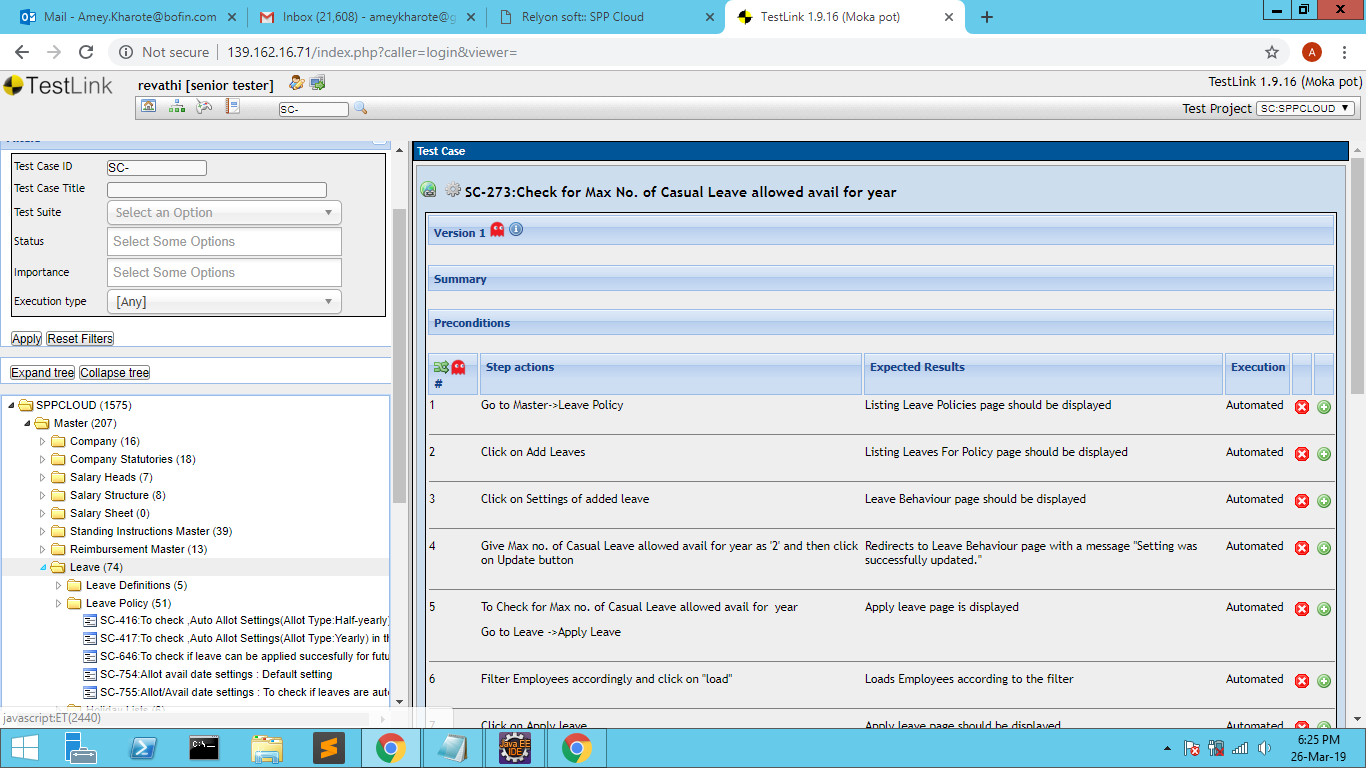 Mail - Amey.Kharote@bofin.com
Inbox (21,608) - ameykharote@g
Relyon soft:: SPP Cloud
TestLink 1.9.16 (Moka pot)
Not secure
139.162.16.71/index.php?caller=login&viewer=
A
TestLink
revathi [senior tester]
TestLink 1.9.16 (Moka pot)
SC-
Test Project
SC:SPPCLOUD
Test Case ID
SC-
Test Case Title
Test Suite
Select an Option
Status
Select Some Options
Importance
Select Some Options
Execution type
[Any]
Apply
Reset Filters
Expand tree
Collapse tree
SPPCLOUD (1575)
Master (207)
Company (16)
Company Statutories (18)
Salary Heads (7)
Salary Structure (8)
Salary Sheet (0)
Standing Instructions Master (39)
Reimbursement Master (13)
Leave (74)
Leave Definitions (5)
Leave Policy (51)
SC-416:To check ,Auto Allot Settings(Allot Type:Half-yearly)
SC-417:To check ,Auto Allot Settings(Allot Type:Yearly) in th
SC-646:To check if leave can be applied succesfully for futu
SC-754:Allot avail date settings : Default setting
SC-755:Allot/Avail date settings : To check if leaves are aut
javascript:ET(2440)
Test Case
SC-273:Check for Max No. of Casual Leave allowed avail for year
Version 1
Summary
Preconditions
# Step actions Expected Results Execution
1 Go to Master->Leave Policy Listing Leave Policies page should be displayed Automated
2 Click on Add Leaves Listing Leaves For Policy page should be displayed Automated
3 Click on Settings of added leave Leave Behaviour page should be displayed Automated
4 Give Max no. of Casual Leave allowed avail for year as '2' and then click Redirects to Leave Behaviour page with a message "Setting was Automated
on Update button successfully updated."
5 To Check for Max no. of Casual Leave allowed avail for year Apply leave page is displayed Automated
Go to Leave ->Apply Leave
6 Filter Employees accordingly and click on "load" Loads Employees according to the filter Automated
7 Click on Apply leave Apply leave page should be displayed Automated
Java EE
IDE
6:25 PM
26-Mar-19